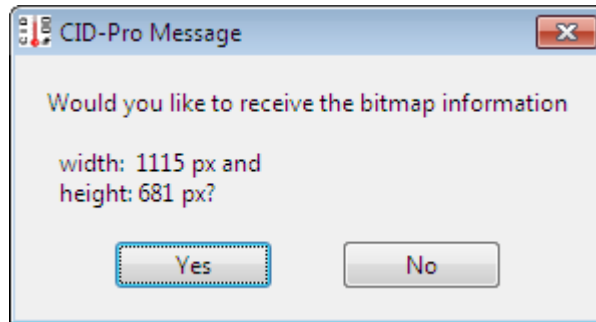 CID-Pro Message
Would you like to receive the bitmap information
width: 1115 px and
height: 681 px?
Yes No